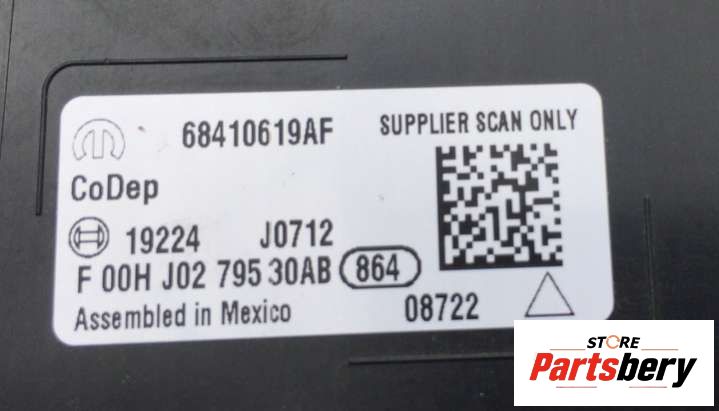 68410619AF
SUPPLIER SCAN ONLY
CoDep
19224 J0712
F 00H J02 795 30AB 864
Assembled in Mexico
08722
STORE
Partsbery